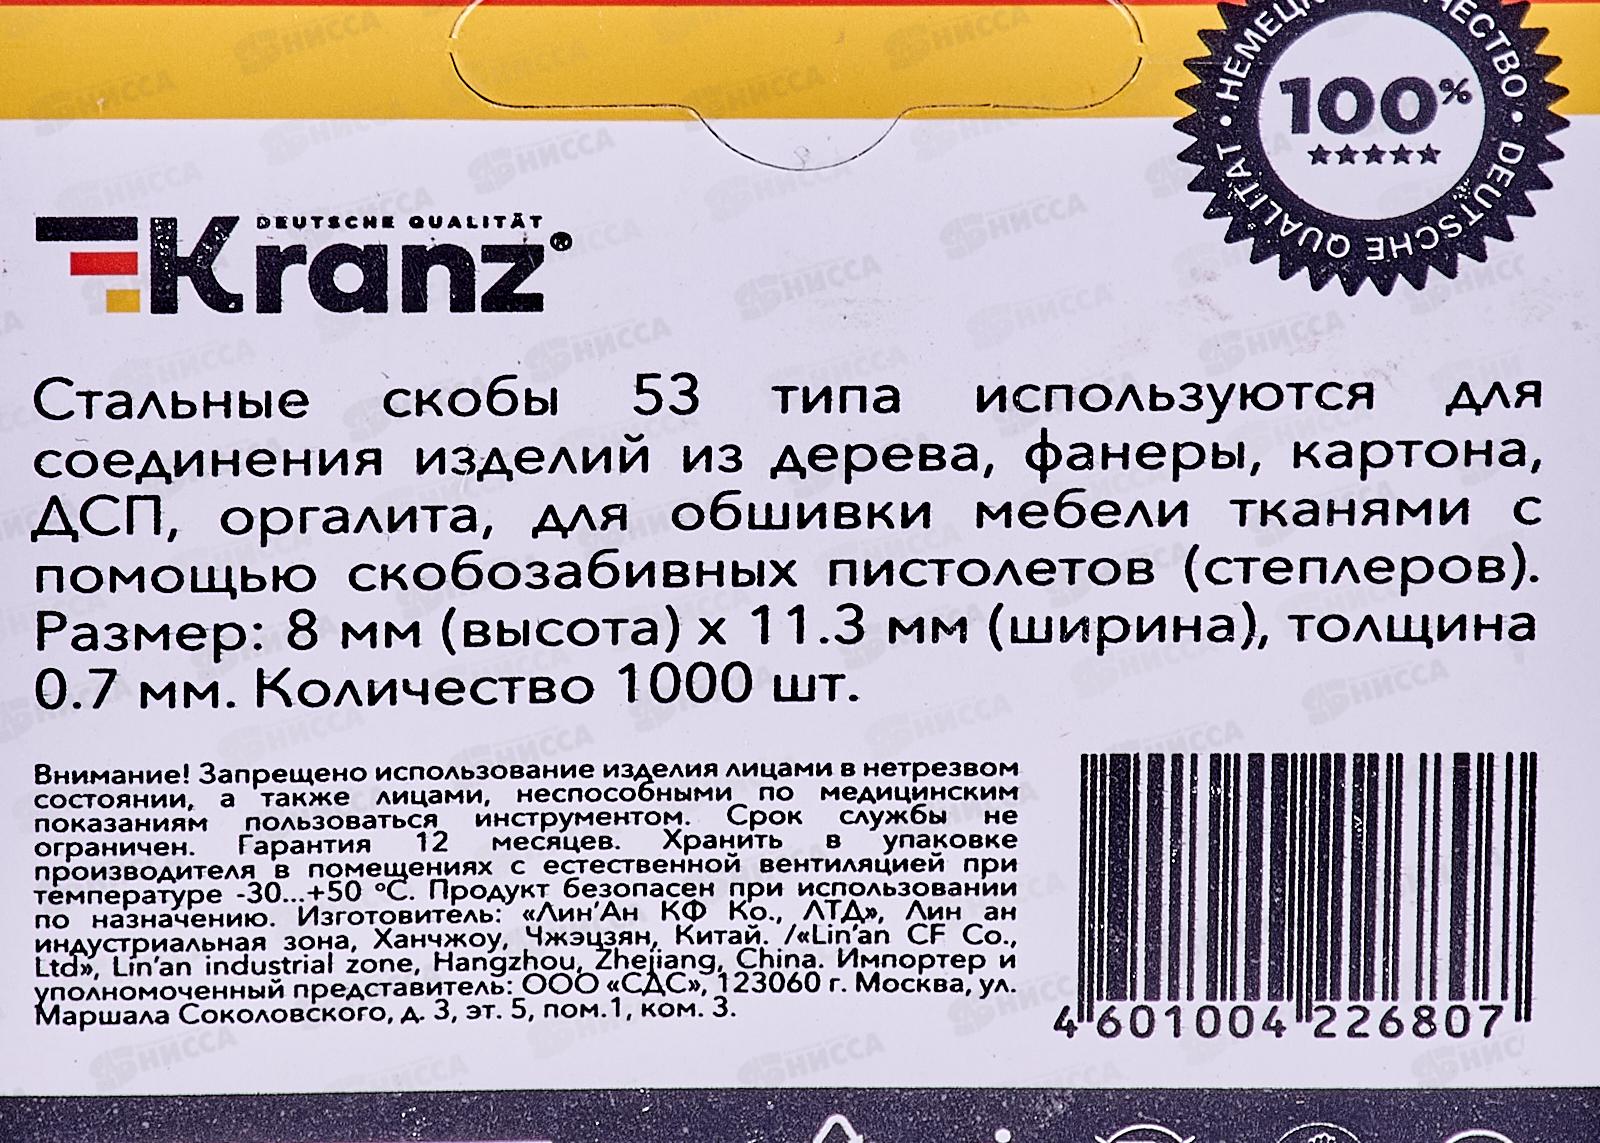 100%
DEUTSCHE QUALITÄT
DEUTSCHE QUALITÄT
Kranz®
Стальные скобы 53 типа используются для
соединения изделий из дерева, фанеры, картона,
ДСП, оргалита, для обшивки мебели тканями с
помощью скобозабивных пистолетов (степлеров).
Размер: 8 мм (высота) х 11.3 мм (ширина), толщина
0.7 мм. Количество 1000 шт.
Внимание! Запрещено использование изделия лицами в нетрезвом
состоянии, а также лицами, неспособными по медицинским
показаниям пользоваться инструментом. Срок службы не
ограничен. Гарантия 12 месяцев. Хранить в упаковке
производителя в помещениях с естественной вентиляцией при
температуре -30...+50 °С. Продукт безопасен при использовании
по назначению. Изготовитель: «Лин'Ан КФ Ко., ЛТД», Лин ан
индустриальная зона, Ханчжоу, Чжэцзян, Китай. /«Lin'an CF Co.,
Ltd», Lin'an industrial zone, Hangzhou, Zhejiang, China. Импортер и
уполномоченный представитель: ООО «СДС», 123060 г. Москва, ул.
Маршала Соколовского, д. 3, эт. 5, пом.1, ком. 3.
4 601004 226807
НИССА